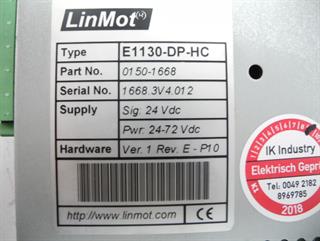 LinMot®
Type E1130-DP-HC
Part No. 0150-1668
Serial No. 1668.3V4.012
Supply Sig: 24 Vdc
Pwr: 24-72 Vdc
Hardware Ver. 1 Rev. E - P10
http://www.linmot.com CE
IK Industry
Elektrisch Geprü
Tel: 0049 2182
8969785
2018